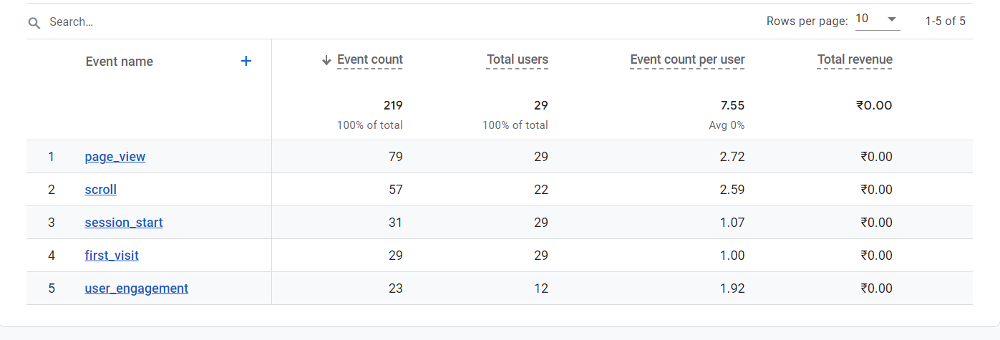 Search... Rows per page: 10 1-5 of 5
Event name + Event count Total users Event count per user Total revenue
219 29 7.55 ₹0.00
100% of total 100% of total Avg 0%
1 page_view 79 29 2.72 ₹0.00
2 scroll 57 22 2.59 ₹0.00
3 session_start 31 29 1.07 ₹0.00
4 first_visit 29 29 1.00 ₹0.00
5 user_engagement 23 12 1.92 ₹0.00